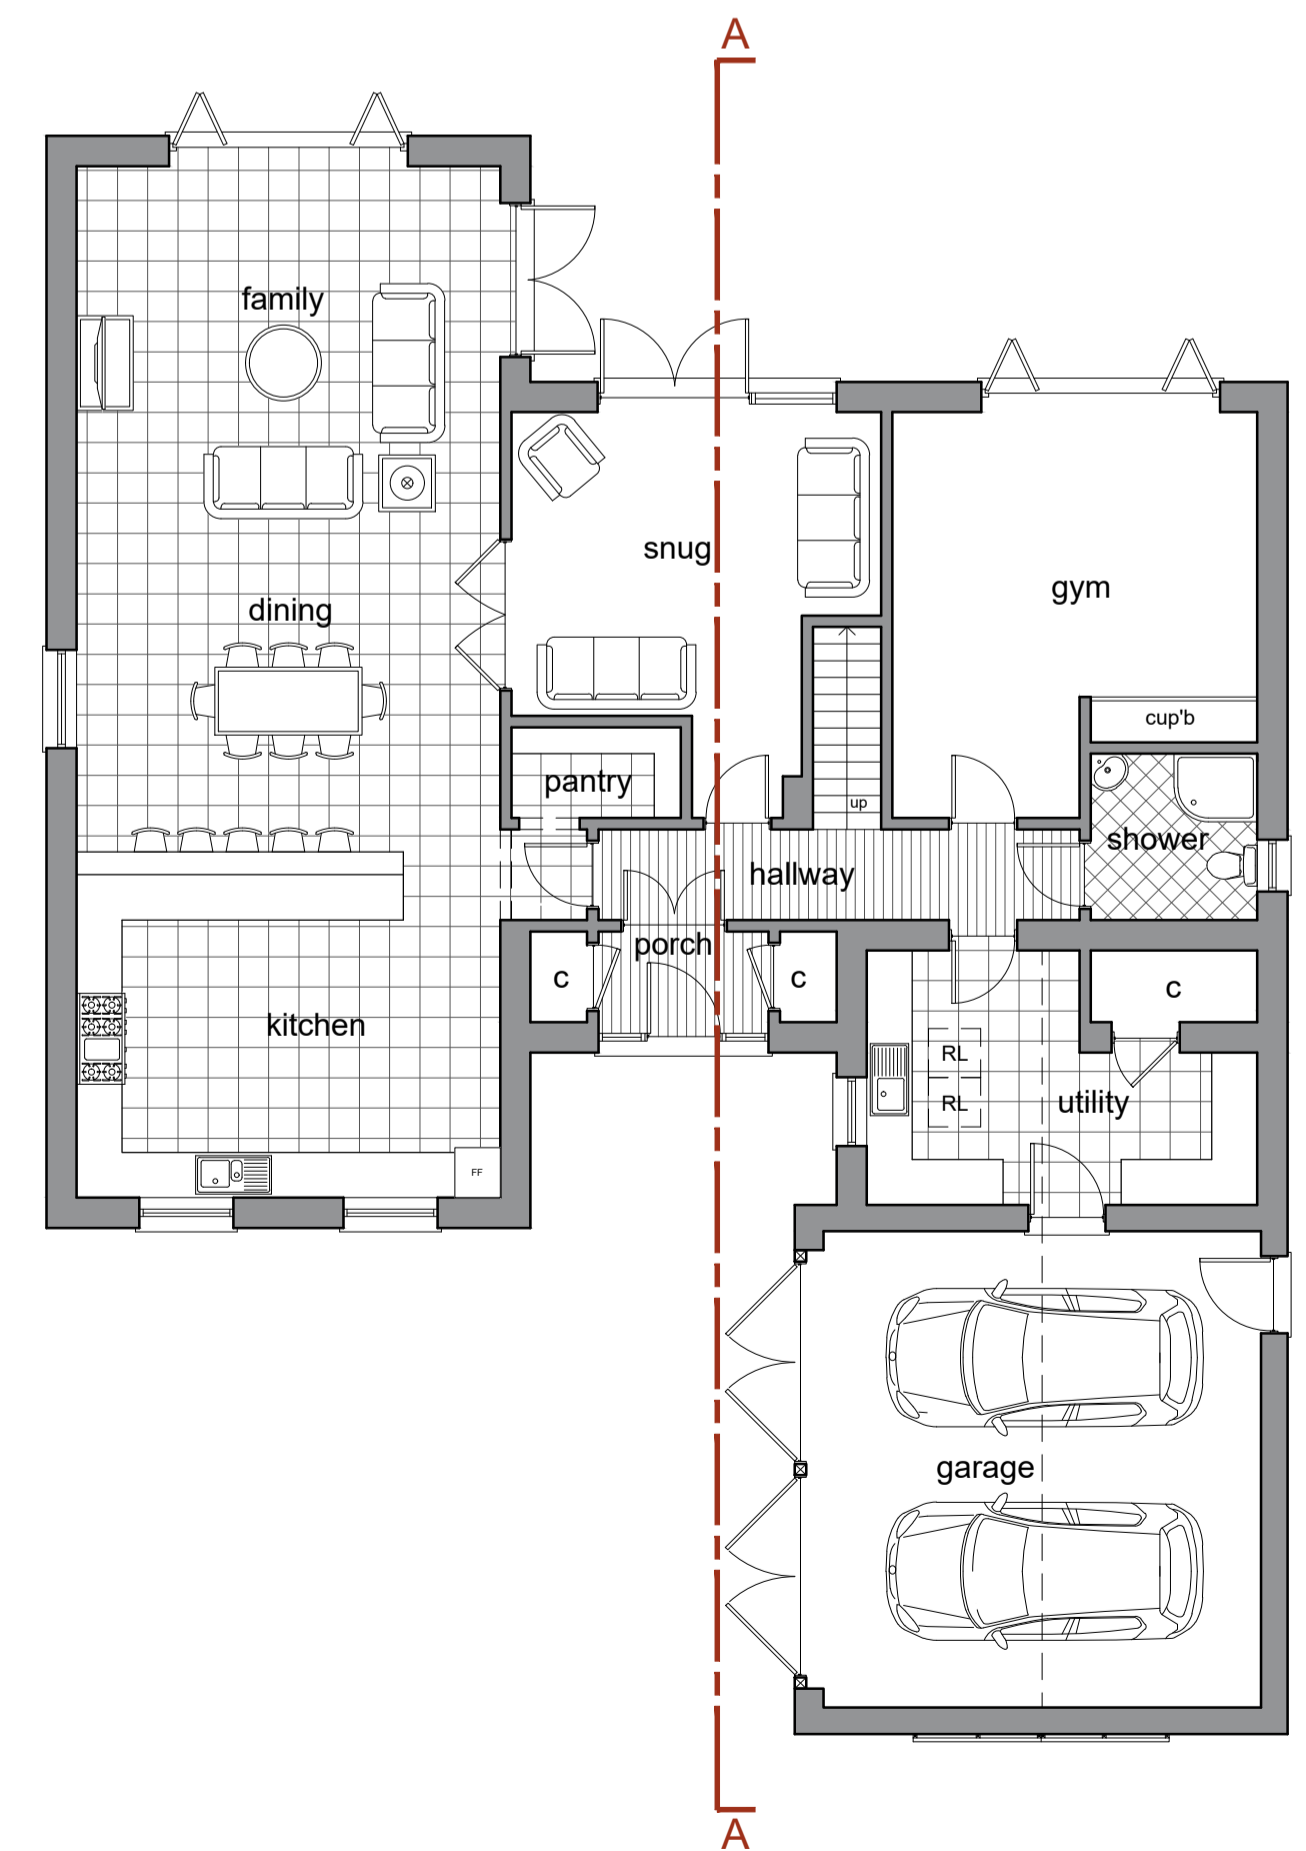 A
family
snug
dining
gym
cup'b
pantry
up
shower
hallway
porch
c
c
c
kitchen
RL
RL
utility
FF
garage
A